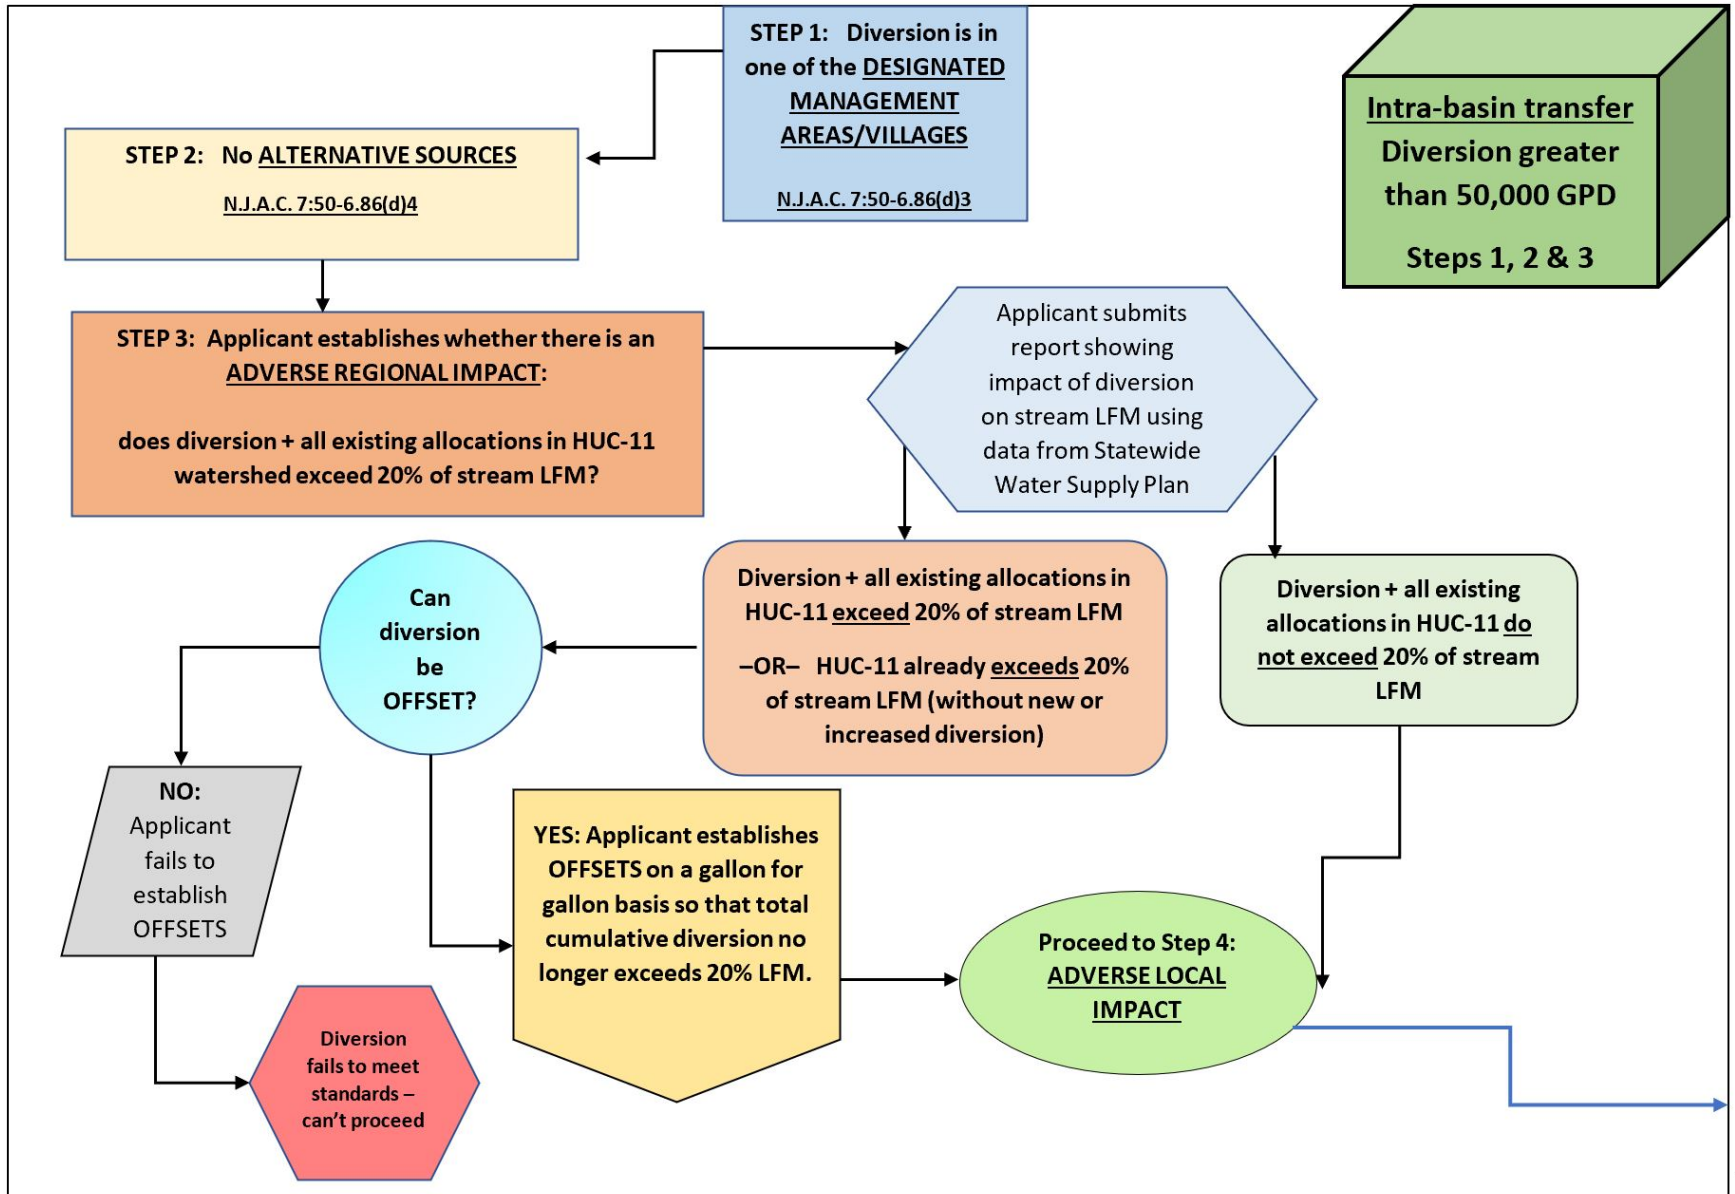 STEP 1: Diversion is in
one of the DESIGNATED
MANAGEMENT
AREAS/VILLAGES
N.J.A.C. 7:50-6.86(d)3
Intra-basin transfer
Diversion greater
than 50,000 GPD
Steps 1, 2 & 3
STEP 2: No ALTERNATIVE SOURCES
N.J.A.C. 7:50-6.86(d)4
STEP 3: Applicant establishes whether there is an
ADVERSE REGIONAL IMPACT:
does diversion + all existing allocations in HUC-11
watershed exceed 20% of stream LFM?
Applicant submits
report showing
impact of diversion
on stream LFM using
data from Statewide
Water Supply Plan
Can
diversion
be
OFFSET?
Diversion + all existing allocations in
HUC-11 exceed 20% of stream LFM
–OR– HUC-11 already exceeds 20%
of stream LFM (without new or
increased diversion)
Diversion + all existing
allocations in HUC-11 do
not exceed 20% of stream
LFM
NO:
Applicant
fails to
establish
OFFSETS
YES: Applicant establishes
OFFSETS on a gallon for
gallon basis so that total
cumulative diversion no
longer exceeds 20% LFM.
Proceed to Step 4:
ADVERSE LOCAL
IMPACT
Diversion
fails to meet
standards –
can't proceed